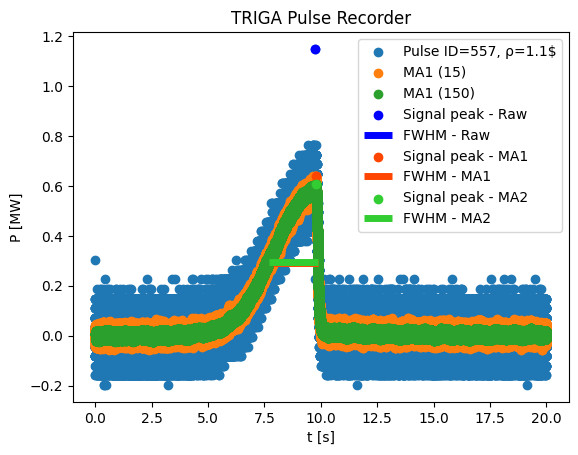 TRIGA Pulse Recorder
P [MW]
1.2
1.0
0.8
0.6
0.4
0.2
0.0
−0.2
Pulse ID=557, ρ=1.1$
MA1 (15)
MA1 (150)
Signal peak - Raw
FWHM - Raw
Signal peak - MA1
FWHM - MA1
Signal peak - MA2
FWHM - MA2
0.0 2.5 5.0 7.5 10.0 12.5 15.0 17.5 20.0
t [s]